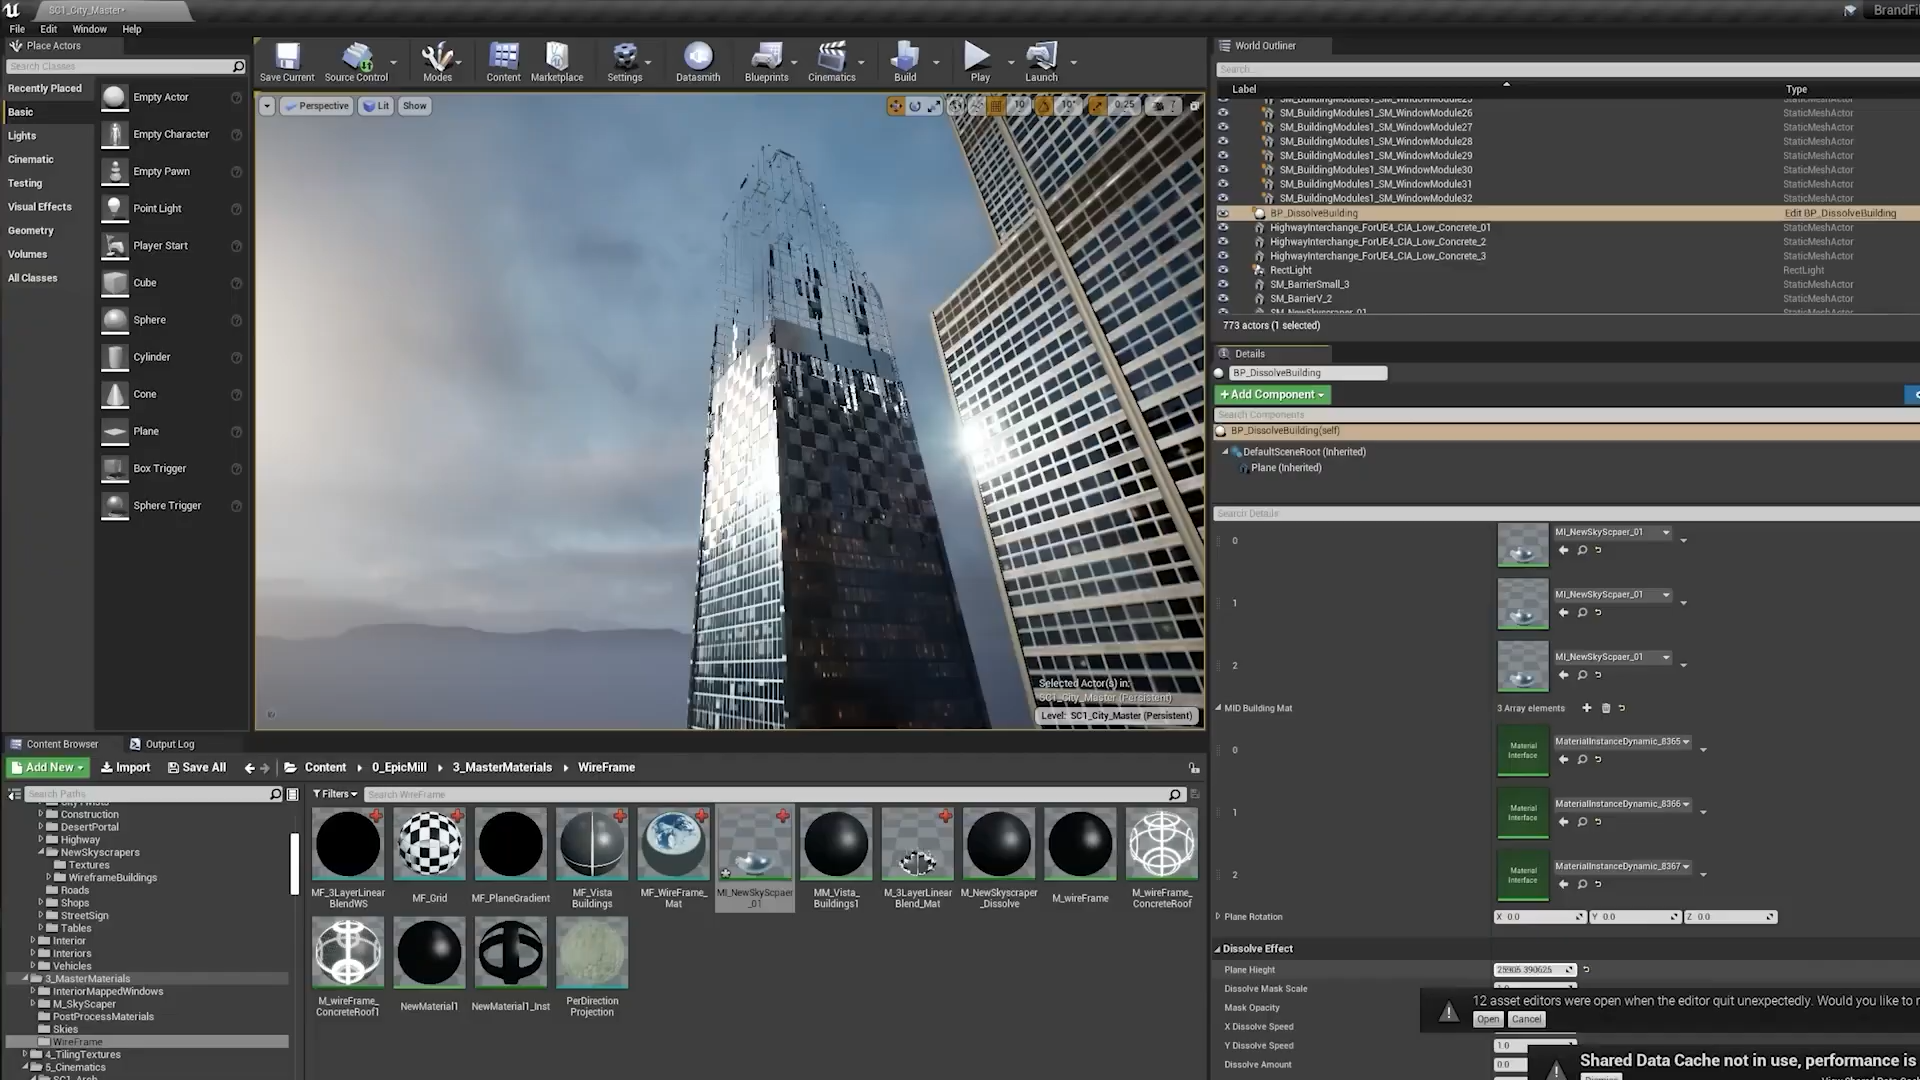 SC1_City_Master*
BrandFil
File Edit Window Help
Place Actors
Search Classes
Recently Placed
Basic
Lights
Cinematic
Testing
Visual Effects
Geometry
Volumes
All Classes
Empty Actor
Empty Character
Empty Pawn
Point Light
Player Start
Cube
Sphere
Cylinder
Cone
Plane
Box Trigger
Sphere Trigger
Save Current Source Control Modes Content Marketplace Settings Datasmith Blueprints Cinematics Build Play Launch
Perspective Lit Show
10 10° 0.25
Selected Actor(s) in:
SC1_City_Master (Persistent)
Level: SC1_City_Master (Persistent)
World Outliner
Search...
Label Type
SM_BuildingModules1_SM_WindowModule25 StaticMeshActor
SM_BuildingModules1_SM_WindowModule26 StaticMeshActor
SM_BuildingModules1_SM_WindowModule27 StaticMeshActor
SM_BuildingModules1_SM_WindowModule28 StaticMeshActor
SM_BuildingModules1_SM_WindowModule29 StaticMeshActor
SM_BuildingModules1_SM_WindowModule30 StaticMeshActor
SM_BuildingModules1_SM_WindowModule31 StaticMeshActor
SM_BuildingModules1_SM_WindowModule32 StaticMeshActor
BP_DissolveBuilding Edit BP_DissolveBuilding
HighwayInterchange_ForUE4_CIA_Low_Concrete_01 StaticMeshActor
HighwayInterchange_ForUE4_CIA_Low_Concrete_2 StaticMeshActor
HighwayInterchange_ForUE4_CIA_Low_Concrete_3 StaticMeshActor
RectLight RectLight
SM_BarrierSmall_3 StaticMeshActor
SM_BarrierV_2 StaticMeshActor
SM_NewSkyscraper_01 StaticMeshActor
773 actors (1 selected)
Details
BP_DissolveBuilding
+ Add Component
Search Components
BP_DissolveBuilding(self)
DefaultSceneRoot (Inherited)
Plane (Inherited)
Search Details
0 MI_NewSkyScpaer_01
1 MI_NewSkyScpaer_01
2 MI_NewSkyScpaer_01
MID Building Mat 3 Array elements
0 Material Interface MaterialInstanceDynamic_8365
1 Material Interface MaterialInstanceDynamic_8366
2 Material Interface MaterialInstanceDynamic_8367
Plane Rotation X 0.0 Y 0.0 Z 0.0
Dissolve Effect
Plane Hieght 25905.390625
Dissolve Mask Scale
Mask Opacity
X Dissolve Speed
Y Dissolve Speed 1.0
Dissolve Amount 0.0
12 asset editors were open when the editor quit unexpectedly. Would you like to r
Open Cancel
Shared Data Cache not in use, performance is
Content Browser Output Log
Add New Import Save All Content 0_EpicMill 3_MasterMaterials WireFrame
Search Paths
Filters Search WireFrame
Construction
DesertPortal
Highway
NewSkyscrapers
Textures
WireframeBuildings
Roads
Shops
StreetSign
Tables
Interior
Interiors
Vehicles
3_MasterMaterials
InteriorMappedWindows
M_SkyScaper
PostProcessMaterials
Skies
WireFrame
4_TilingTextures
5_Cinematics
MF_3LayerLinear
BlendWS
MF_Grid
MF_PlaneGradient
MF_Vista
Buildings
MF_WireFrame_
Mat
MI_NewSkyScpaer
_01
MM_Vista_
Buildings1
M_3LayerLinear
Blend_Mat
M_NewSkyscraper
_Dissolve
M_wireFrame
M_wireFrame_
ConcreteRoof
M_wireFrame_
ConcreteRoof1
NewMaterial1
NewMaterial1_Inst
PerDirection
Projection